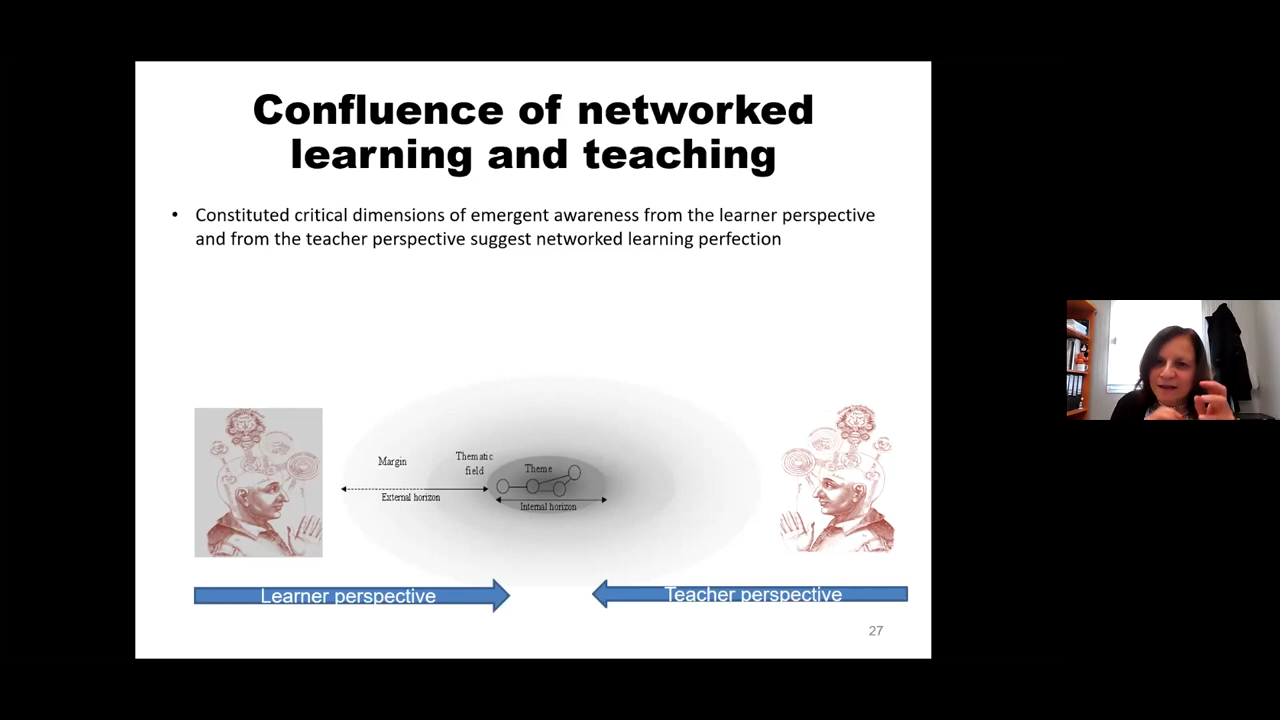 Confluence of networked
learning and teaching
• Constituted critical dimensions of emergent awareness from the learner perspective
and from the teacher perspective suggest networked learning perfection
Margin
Thematic
field
Theme
External horizon
Internal horizon
Learner perspective
Teacher perspective
27